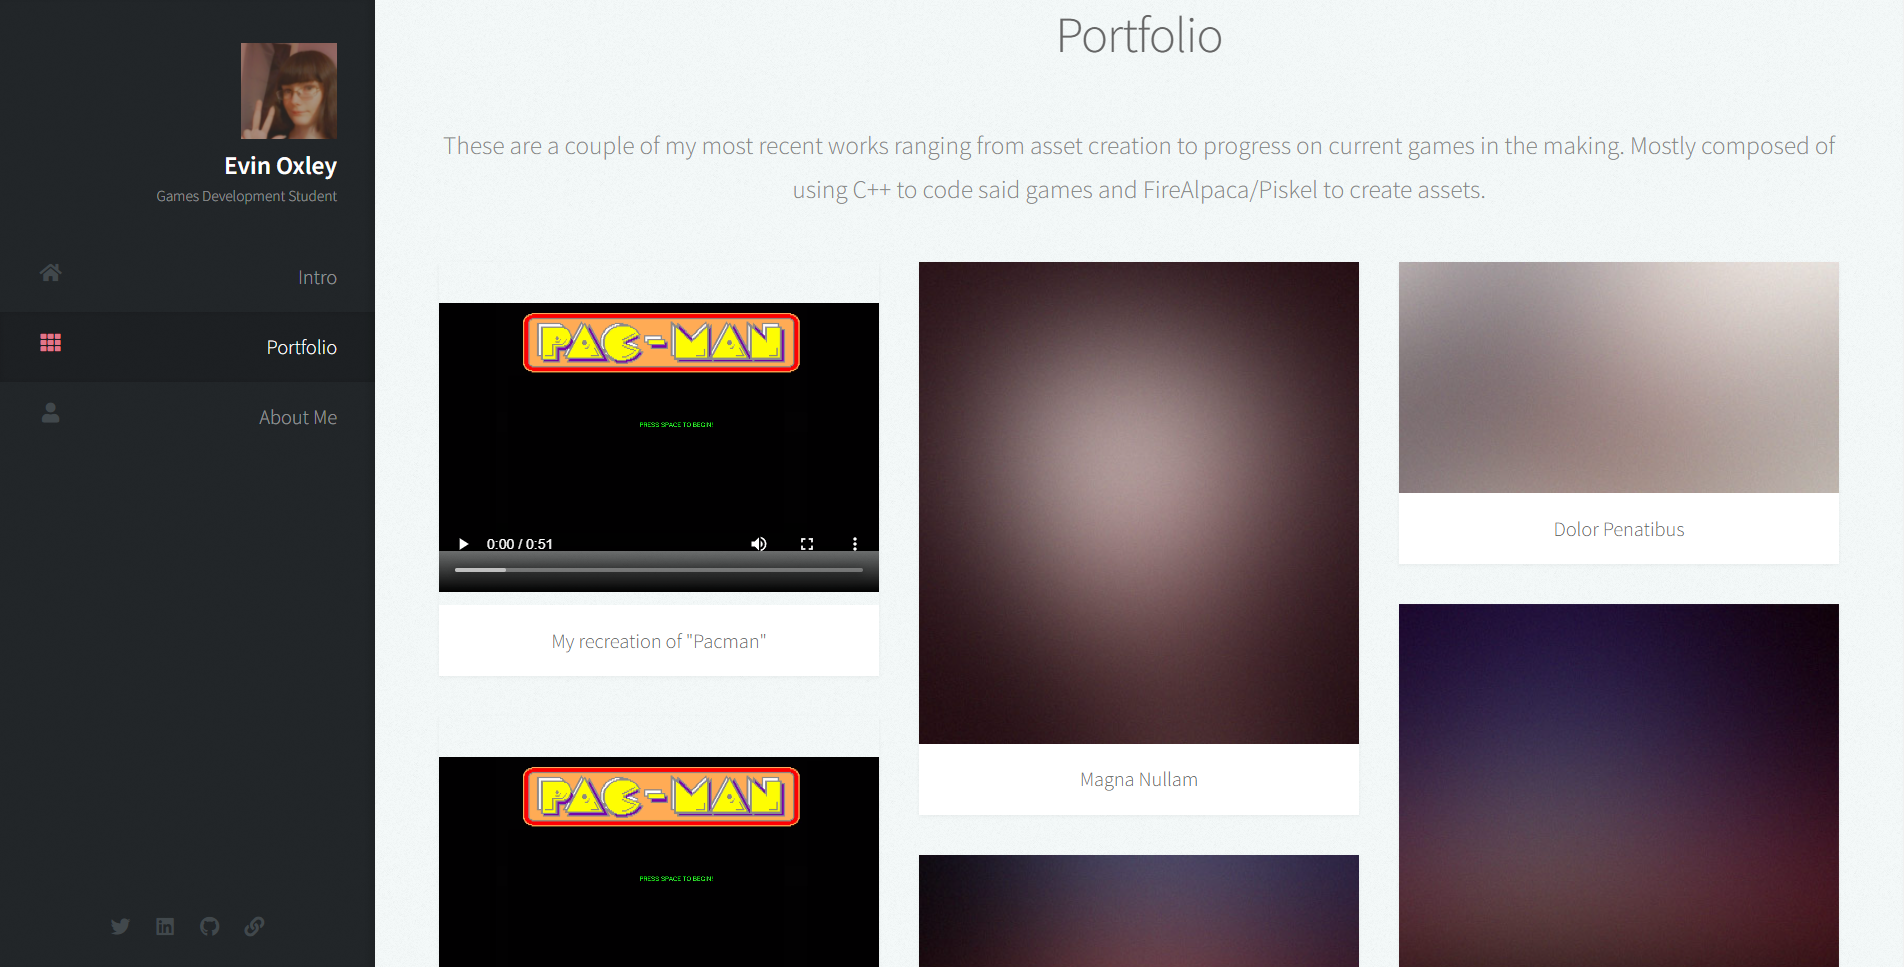 Evin Oxley
Games Development Student
Intro
Portfolio
About Me
Portfolio
These are a couple of my most recent works ranging from asset creation to progress on current games in the making. Mostly composed of
using C++ to code said games and FireAlpaca/Piskel to create assets.
PAC-MAN
PRESS SPACE TO BEGIN!
0:00 / 0:51
My recreation of "Pacman"
PAC-MAN
PRESS SPACE TO BEGIN!
Magna Nullam
Dolor Penatibus